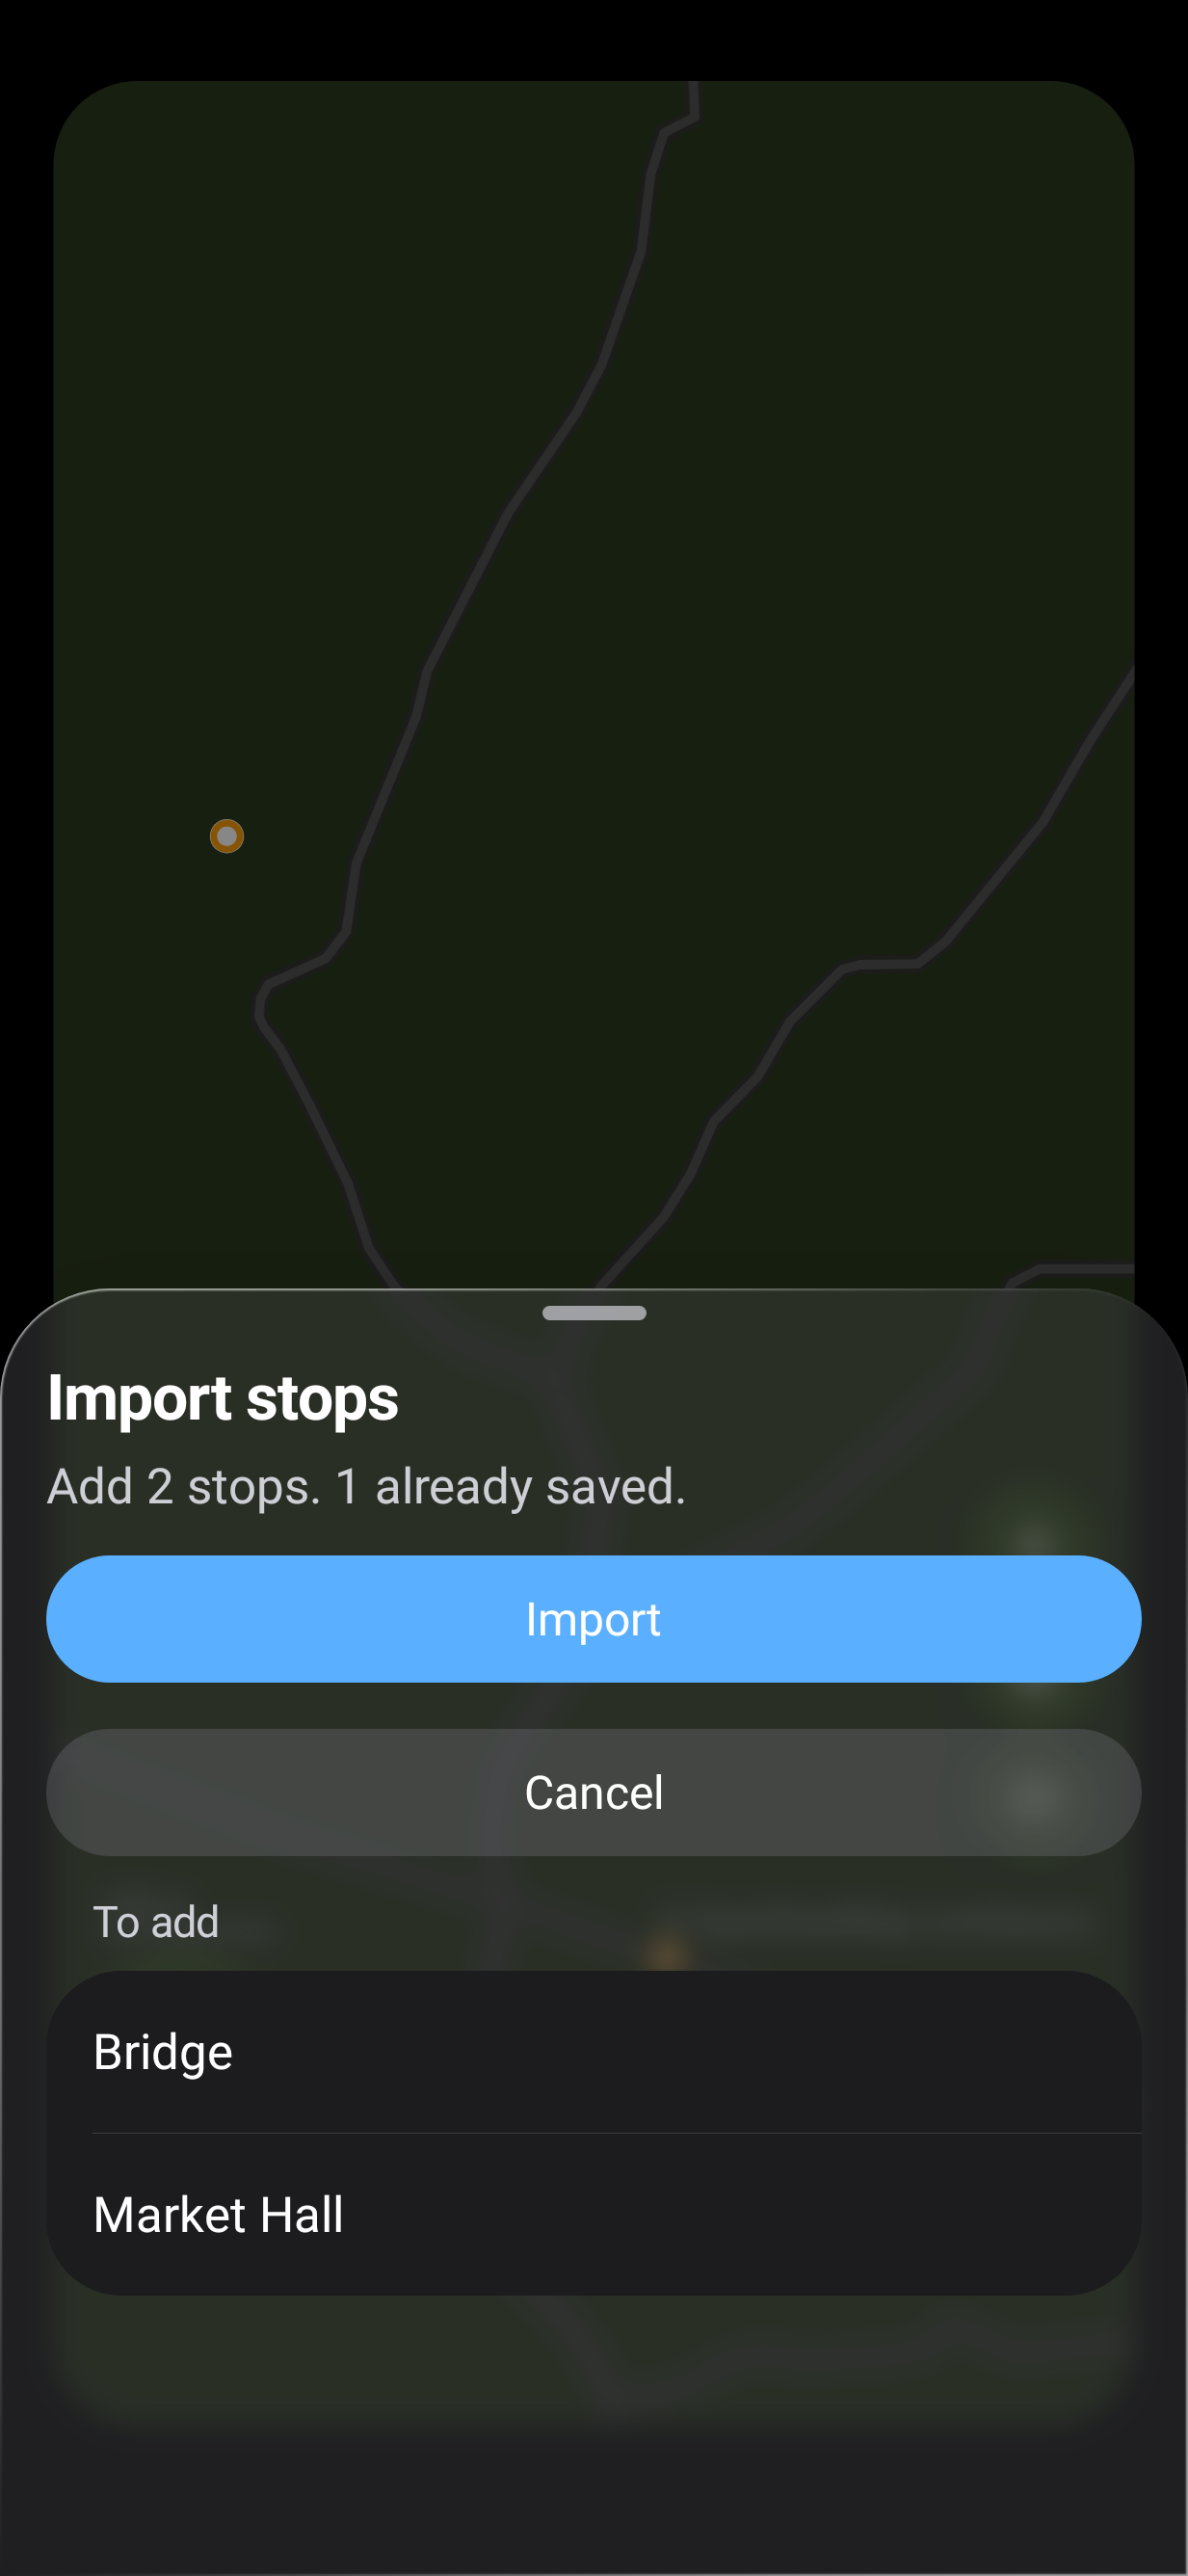 Import stops
Add 2 stops. 1 already saved.
Import
Cancel
To add
Bridge
Market Hall